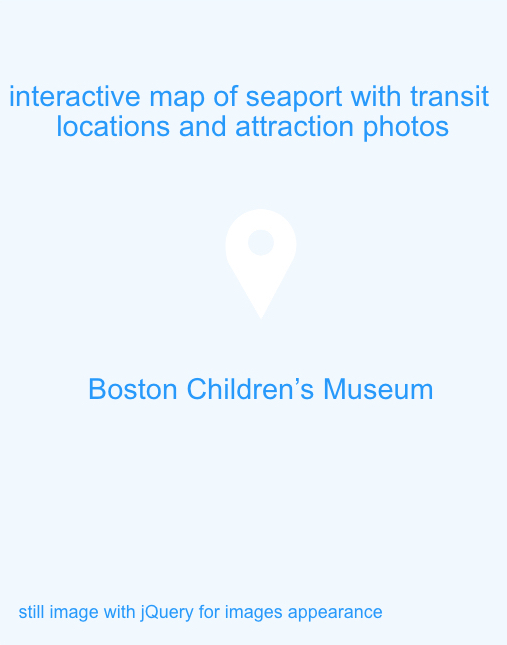 interactive map of seaport with transit
locations and attraction photos
Boston Children’s Museum
still image with jQuery for images appearance